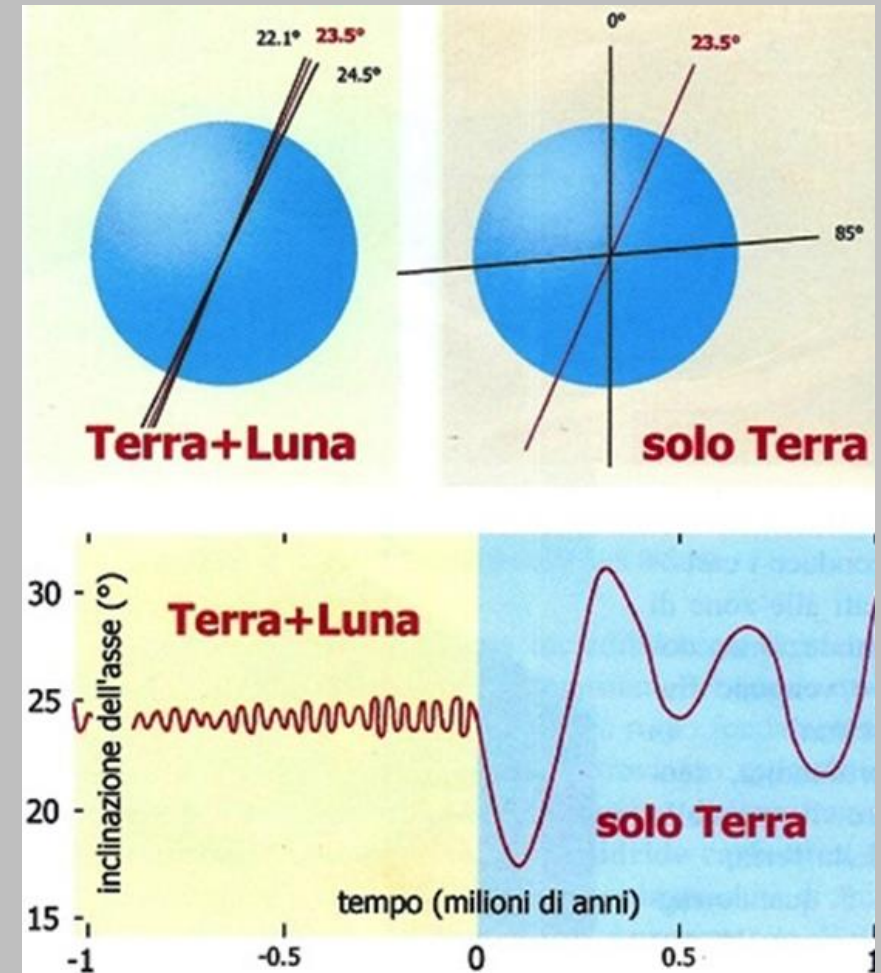 22.1° 23.5°
24.5°
Terra+Luna
0°
23.5°
85°
solo Terra
inclinazione dell'asse (°)
30
25
20
15
Terra+Luna
solo Terra
tempo (milioni di anni)
-1
-0.5
0
0.5
1